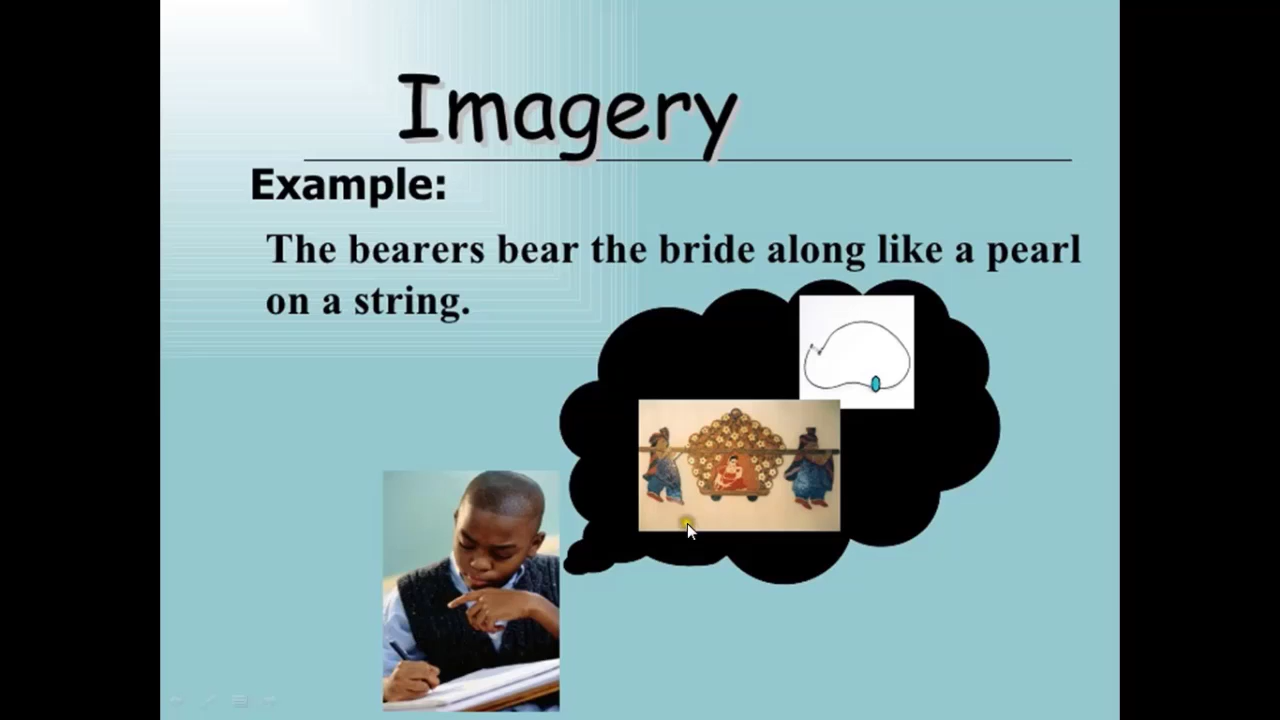 Imagery
Example:
The bearers bear the bride along like a pearl
on a string.